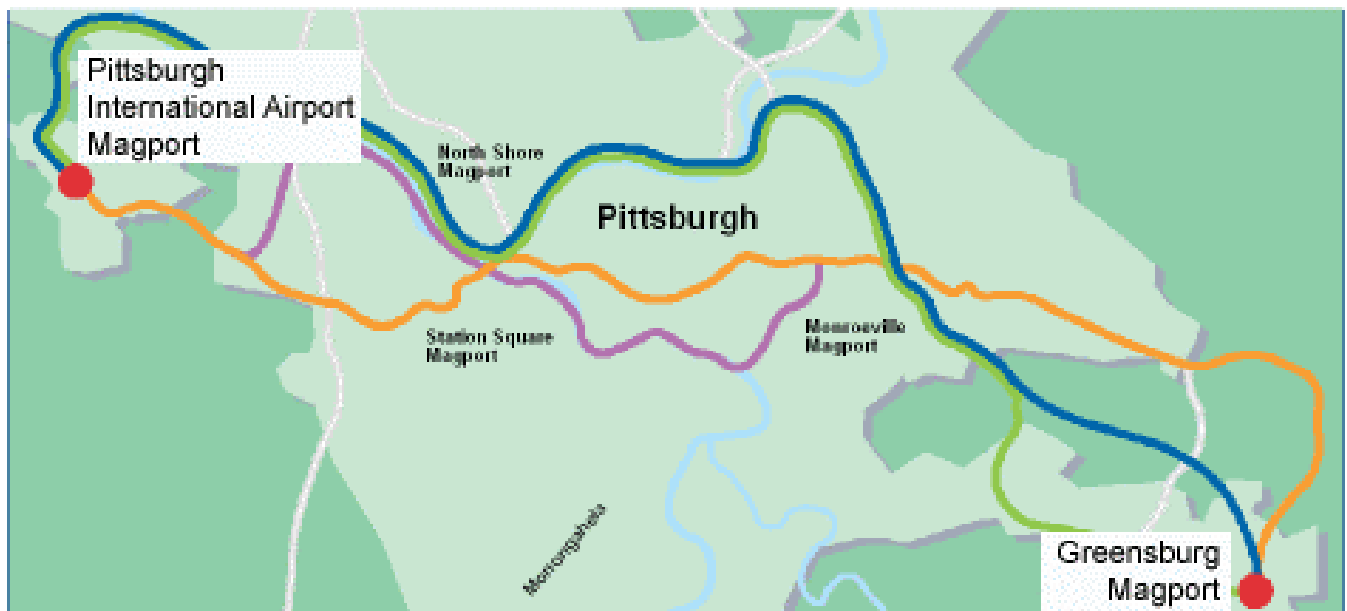 Pittsburgh
International Airport
Magport
North Shore
Magport
Pittsburgh
Station Square
Magport
Monroeville
Magport
Monongahela
Greensburg
Magport